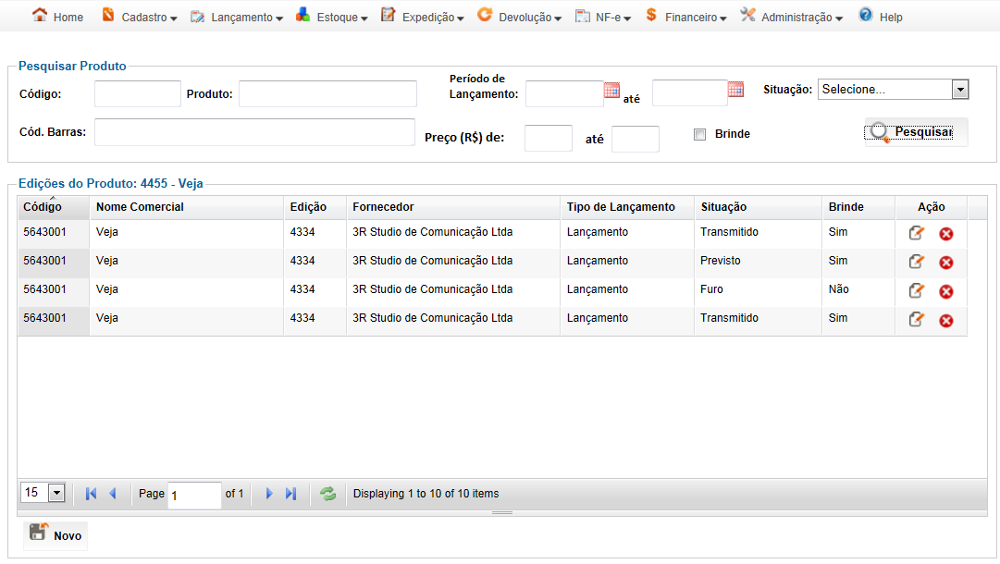 Home Cadastro Lançamento Estoque Expedição Devolução NF-e Financeiro Administração Help
Pesquisar Produto
Código: Produto: Período de Lançamento: até Situação: Selecione...
Cód. Barras: Preço (R$) de: até Brinde Pesquisar
Edições do Produto: 4455 - Veja
Código Nome Comercial Edição Fornecedor Tipo de Lançamento Situação Brinde Ação
5643001 Veja 4334 3R Studio de Comunicação Ltda Lançamento Transmitido Sim
5643001 Veja 4334 3R Studio de Comunicação Ltda Lançamento Previsto Sim
5643001 Veja 4334 3R Studio de Comunicação Ltda Lançamento Furo Não
5643001 Veja 4334 3R Studio de Comunicação Ltda Lançamento Transmitido Sim
15 Page 1 of 1 Displaying 1 to 10 of 10 items
Novo